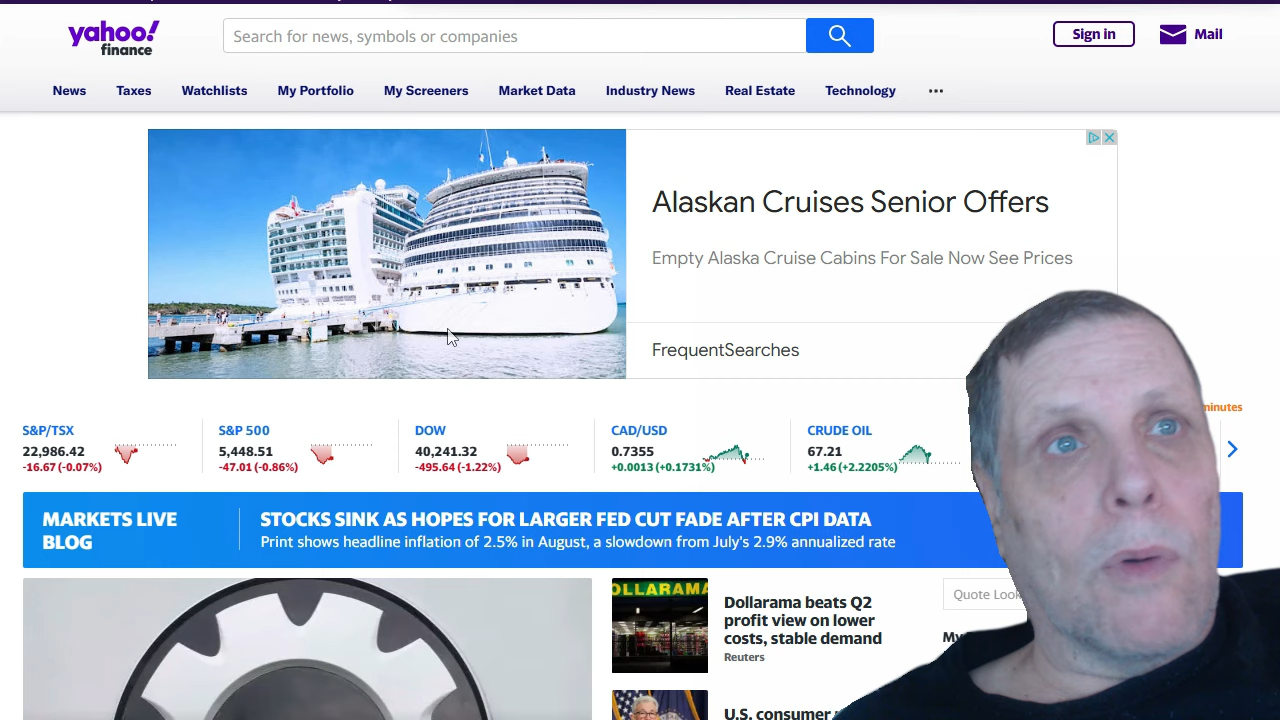 yahoo!
finance
Search for news, symbols or companies
Sign in
Mail
News
Taxes
Watchlists
My Portfolio
My Screeners
Market Data
Industry News
Real Estate
Technology
...
Alaskan Cruises Senior Offers
Empty Alaska Cruise Cabins For Sale Now See Prices
FrequentSearches
minutes
S&P/TSX
22,986.42
-16.67 (-0.07%)
S&P 500
5,448.51
-47.01 (-0.86%)
DOW
40,241.32
-495.64 (-1.22%)
CAD/USD
0.7355
+0.0013 (+0.1731%)
CRUDE OIL
67.21
+1.46 (+2.2205%)
MARKETS LIVE
BLOG
STOCKS SINK AS HOPES FOR LARGER FED CUT FADE AFTER CPI DATA
Print shows headline inflation of 2.5% in August, a slowdown from July's 2.9% annualized rate
OLLARAMA
Dollarama beats Q2
profit view on lower
costs, stable demand
Reuters
Quote Look
My
U.S. consumer